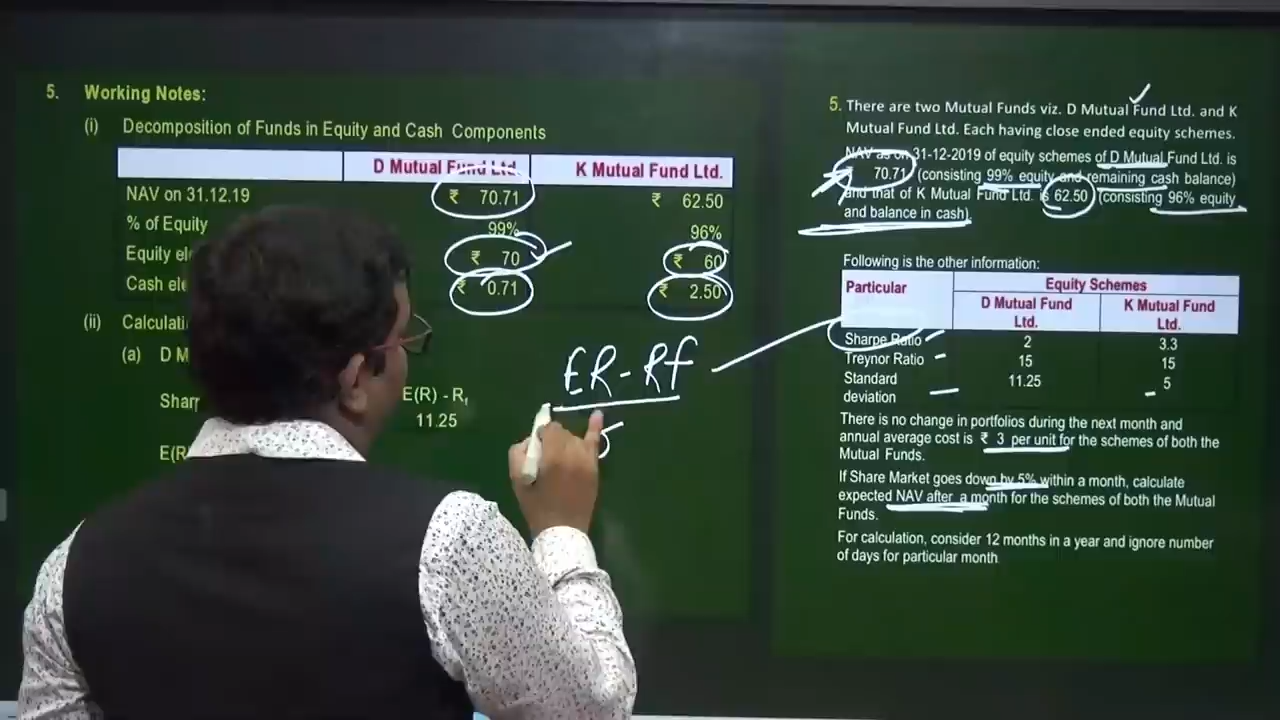 5. Working Notes:
(i) Decomposition of Funds in Equity and Cash Components
D Mutual Fund Ltd. K Mutual Fund Ltd.
NAV on 31.12.19 ₹ 70.71 ₹ 62.50
% of Equity 99% 96%
Equity ₹ 70 ₹ 60
Cash ₹ 0.71 ₹ 2.50
(ii)
(a) D
E(R) - Rf
11.25
ER - Rf
5. There are two Mutual Funds viz. D Mutual Fund Ltd. and K
Mutual Fund Ltd. Each having close ended equity schemes.
NAV as on 31-12-2019 of equity schemes of D Mutual Fund Ltd. is
70.71 (consisting 99% equity and remaining cash balance)
and that of K Mutual Fund Ltd. is 62.50 (consisting 96% equity
and balance in cash).
Following is the other information:
Particular Equity Schemes
D Mutual Fund Ltd. K Mutual Fund Ltd.
Sharpe Ratio 2 3.3
Treynor Ratio 15 15
Standard deviation 11.25 5
There is no change in portfolios during the next month and
annual average cost is ₹ 3 per unit for the schemes of both the
Mutual Funds.
If Share Market goes down by 5% within a month, calculate
expected NAV after a month for the schemes of both the Mutual
Funds.
For calculation, consider 12 months in a year and ignore number
of days for particular month.